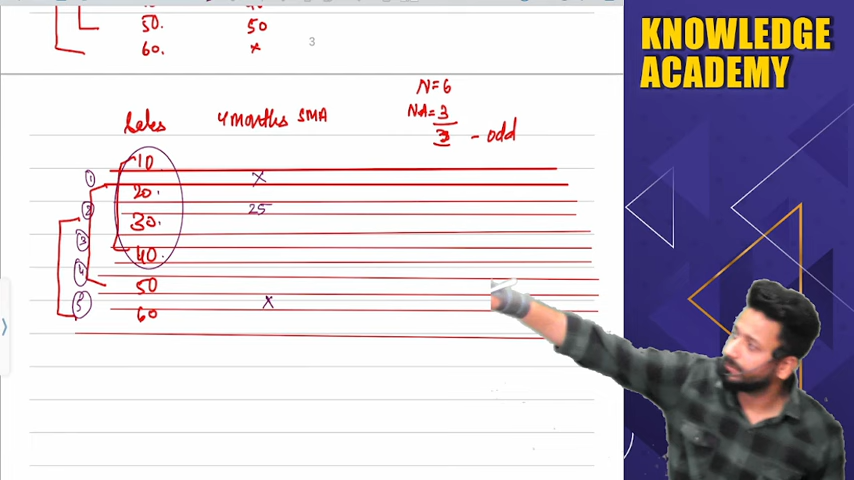 50. 50
60. x
3
KNOWLEDGE
ACADEMY
N=6
NA=3
3 - odd
Sales 4 months SMA
10
① x
20.
② 25
30.
③
40.
④
50
⑤ x
60